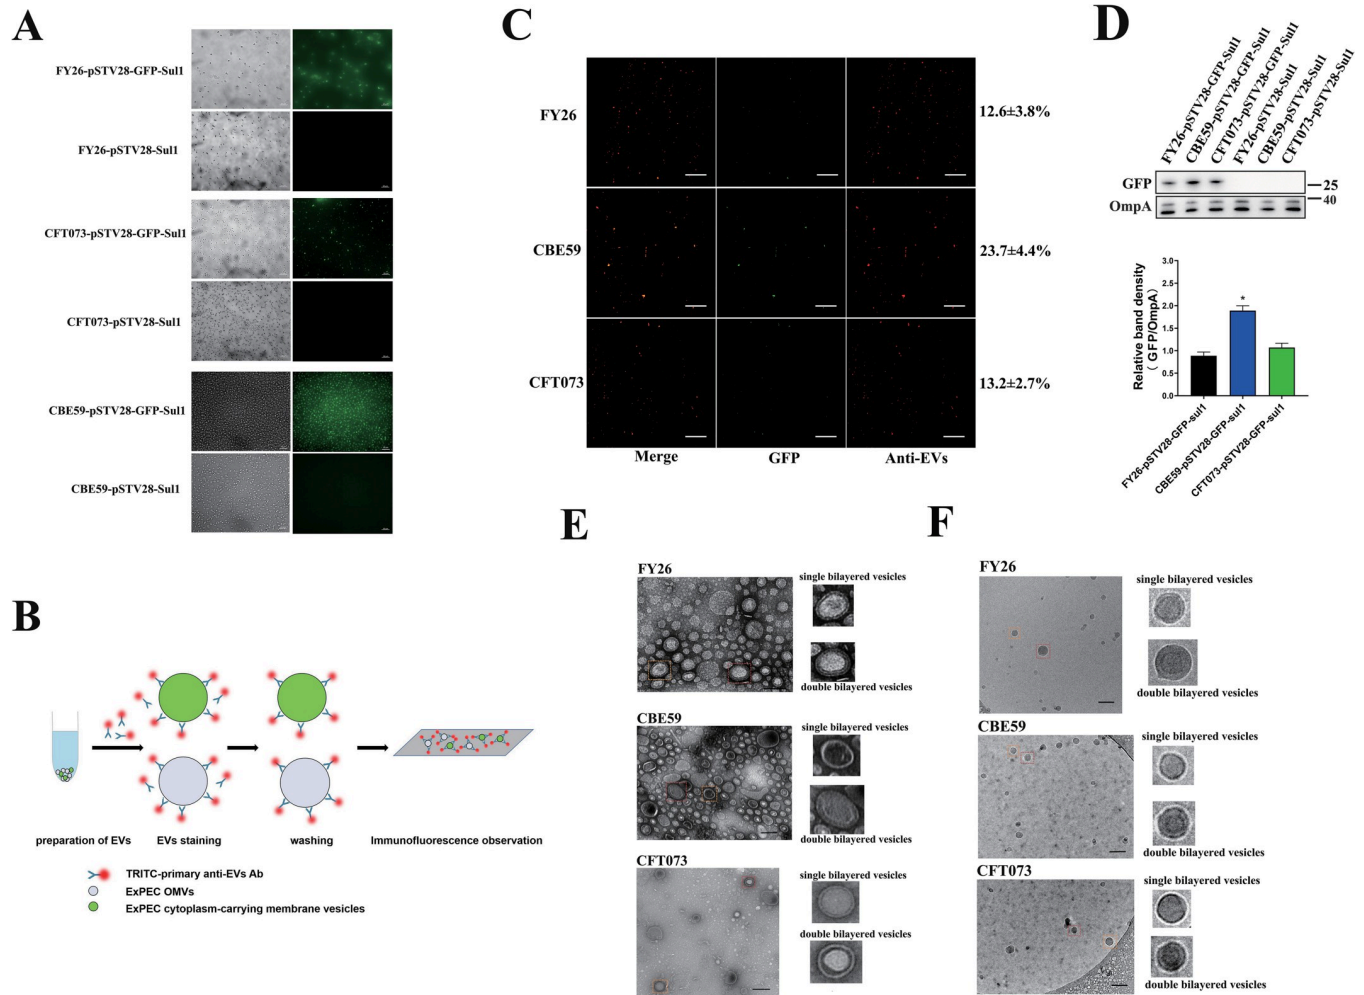 A
FY26-pSTV28-GFP-Sul1
FY26-pSTV28-Sul1
CFT073-pSTV28-GFP-Sul1
CFT073-pSTV28-Sul1
CBE59-pSTV28-GFP-Sul1
CBE59-pSTV28-Sul1
B
preparation of EVs
EVs staining
washing
Immunofluorescence observation
TRITC-primary anti-EVs Ab
ExPEC OMVs
ExPEC cytoplasm-carrying membrane vesicles
C
FY26
12.6±3.8%
CBE59
23.7±4.4%
CFT073
13.2±2.7%
Merge
GFP
Anti-EVs
D
FY26-pSTV28-GFP-Sul1
CBE59-pSTV28-GFP-Sul1
CFT073-pSTV28-GFP-Sul1
FY26-pSTV28-Sul1
CBE59-pSTV28-Sul1
CFT073-pSTV28-Sul1
GFP
25
40
OmpA
Relative band density
( GFP/OmpA)
3.0
2.5
2.0
1.5
1.0
0.5
0.0
*
FY26-pSTV28-GFP-sul1
CBE59-pSTV28-GFP-sul1
CFT073-pSTV28-GFP-sul1
E
FY26
single bilayered vesicles
double bilayered vesicles
CBE59
single bilayered vesicles
double bilayered vesicles
CFT073
single bilayered vesicles
double bilayered vesicles
F
FY26
single bilayered vesicles
double bilayered vesicles
CBE59
single bilayered vesicles
double bilayered vesicles
CFT073
single bilayered vesicles
double bilayered vesicles